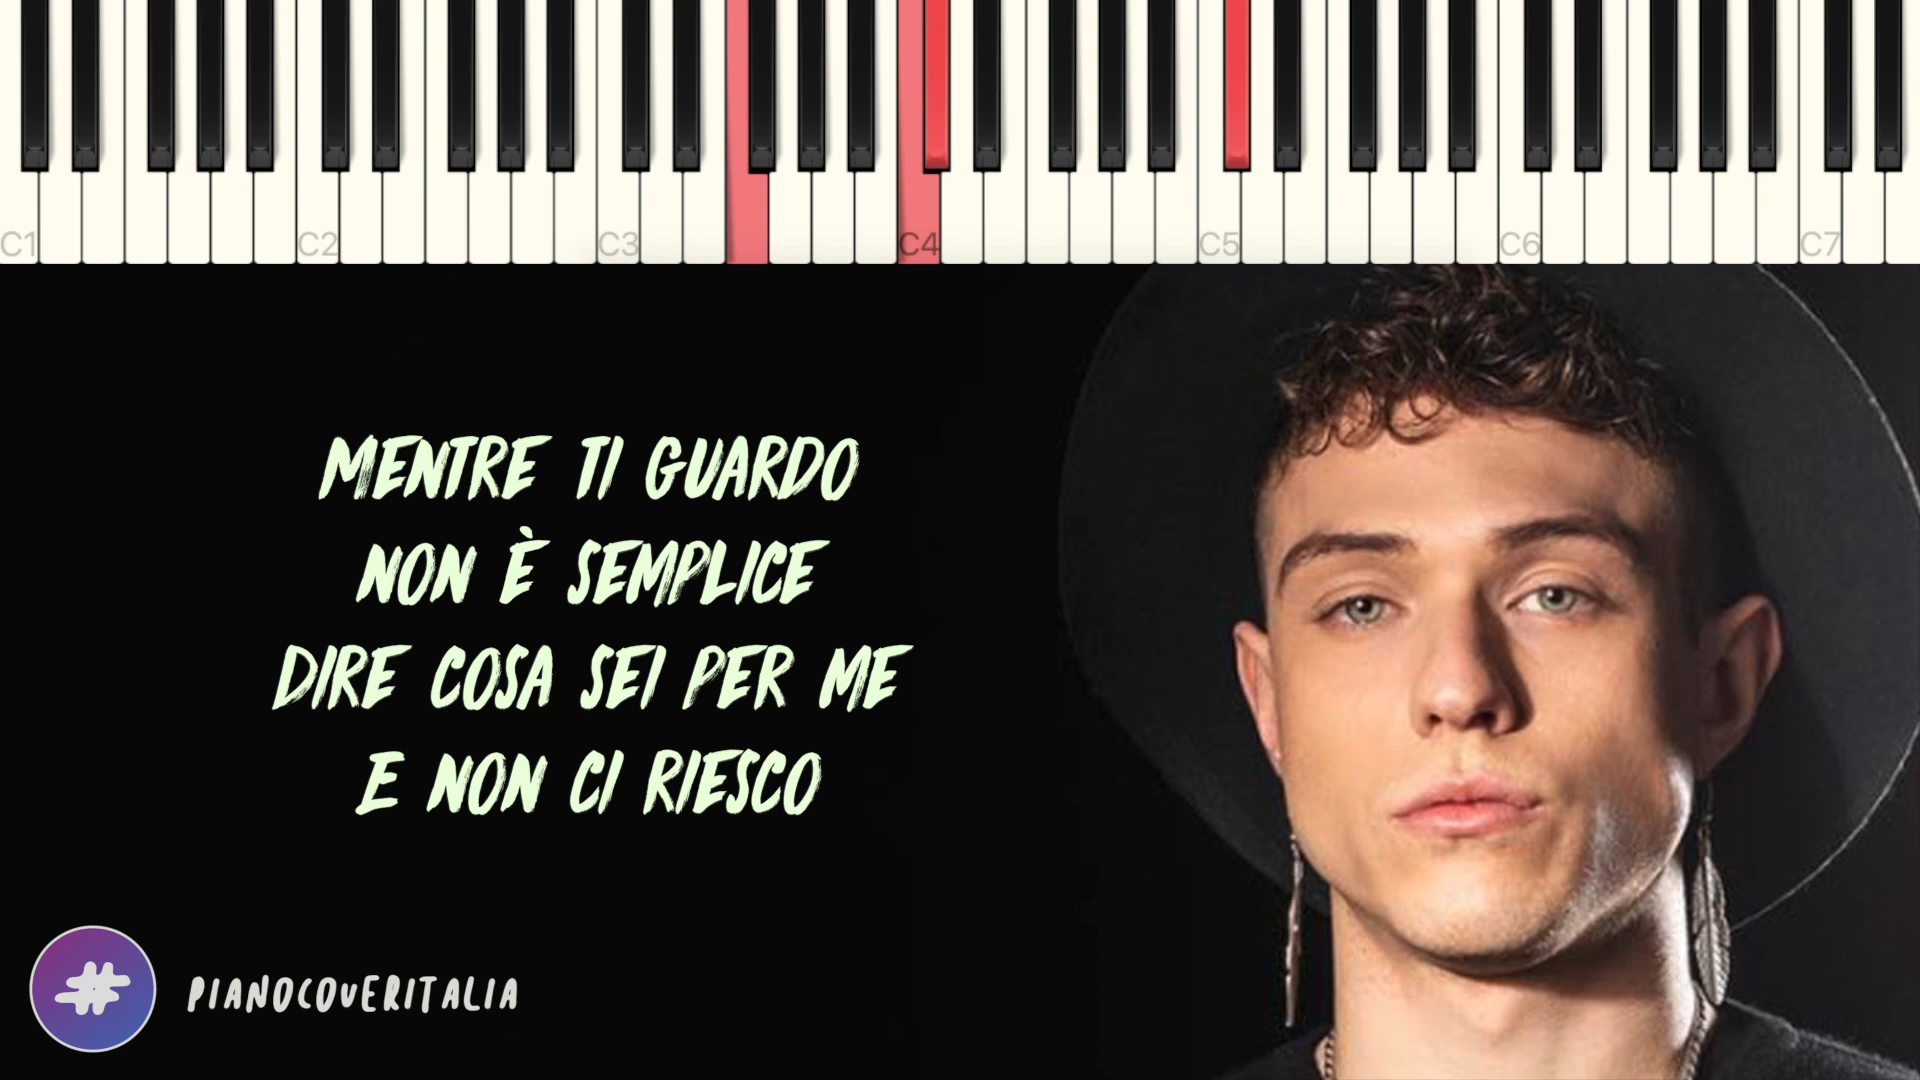 C1 C2 C3 C4 C5 C6 C7
MENTRE TI GUARDO
NON È SEMPLICE
DIRE COSA SEI PER ME
E NON CI RIESCO
# PIANOCOVERITALIA